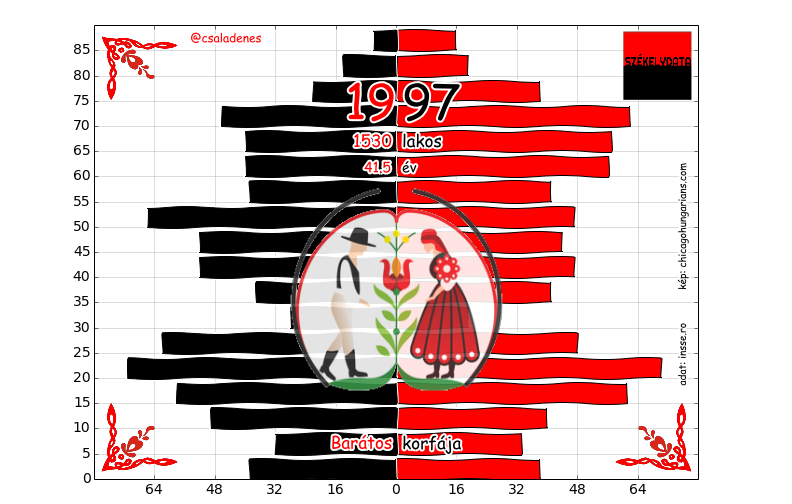 @csaladenes
SZÉKELYDATA
1997
1530 lakos
41.5 év
kép: chicagohungarians.com
adat: insse.ro
Barátos korfája
85
80
75
70
65
60
55
50
45
40
35
30
25
20
15
10
5
0
64 48 32 16 0 16 32 48 64